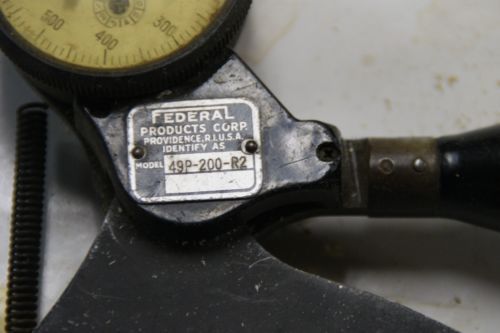 500
400
300
FEDERAL
PRODUCTS CORP.
PROVIDENCE, R.I. U.S.A.
IDENTIFY AS
MODEL 49P-200-R2